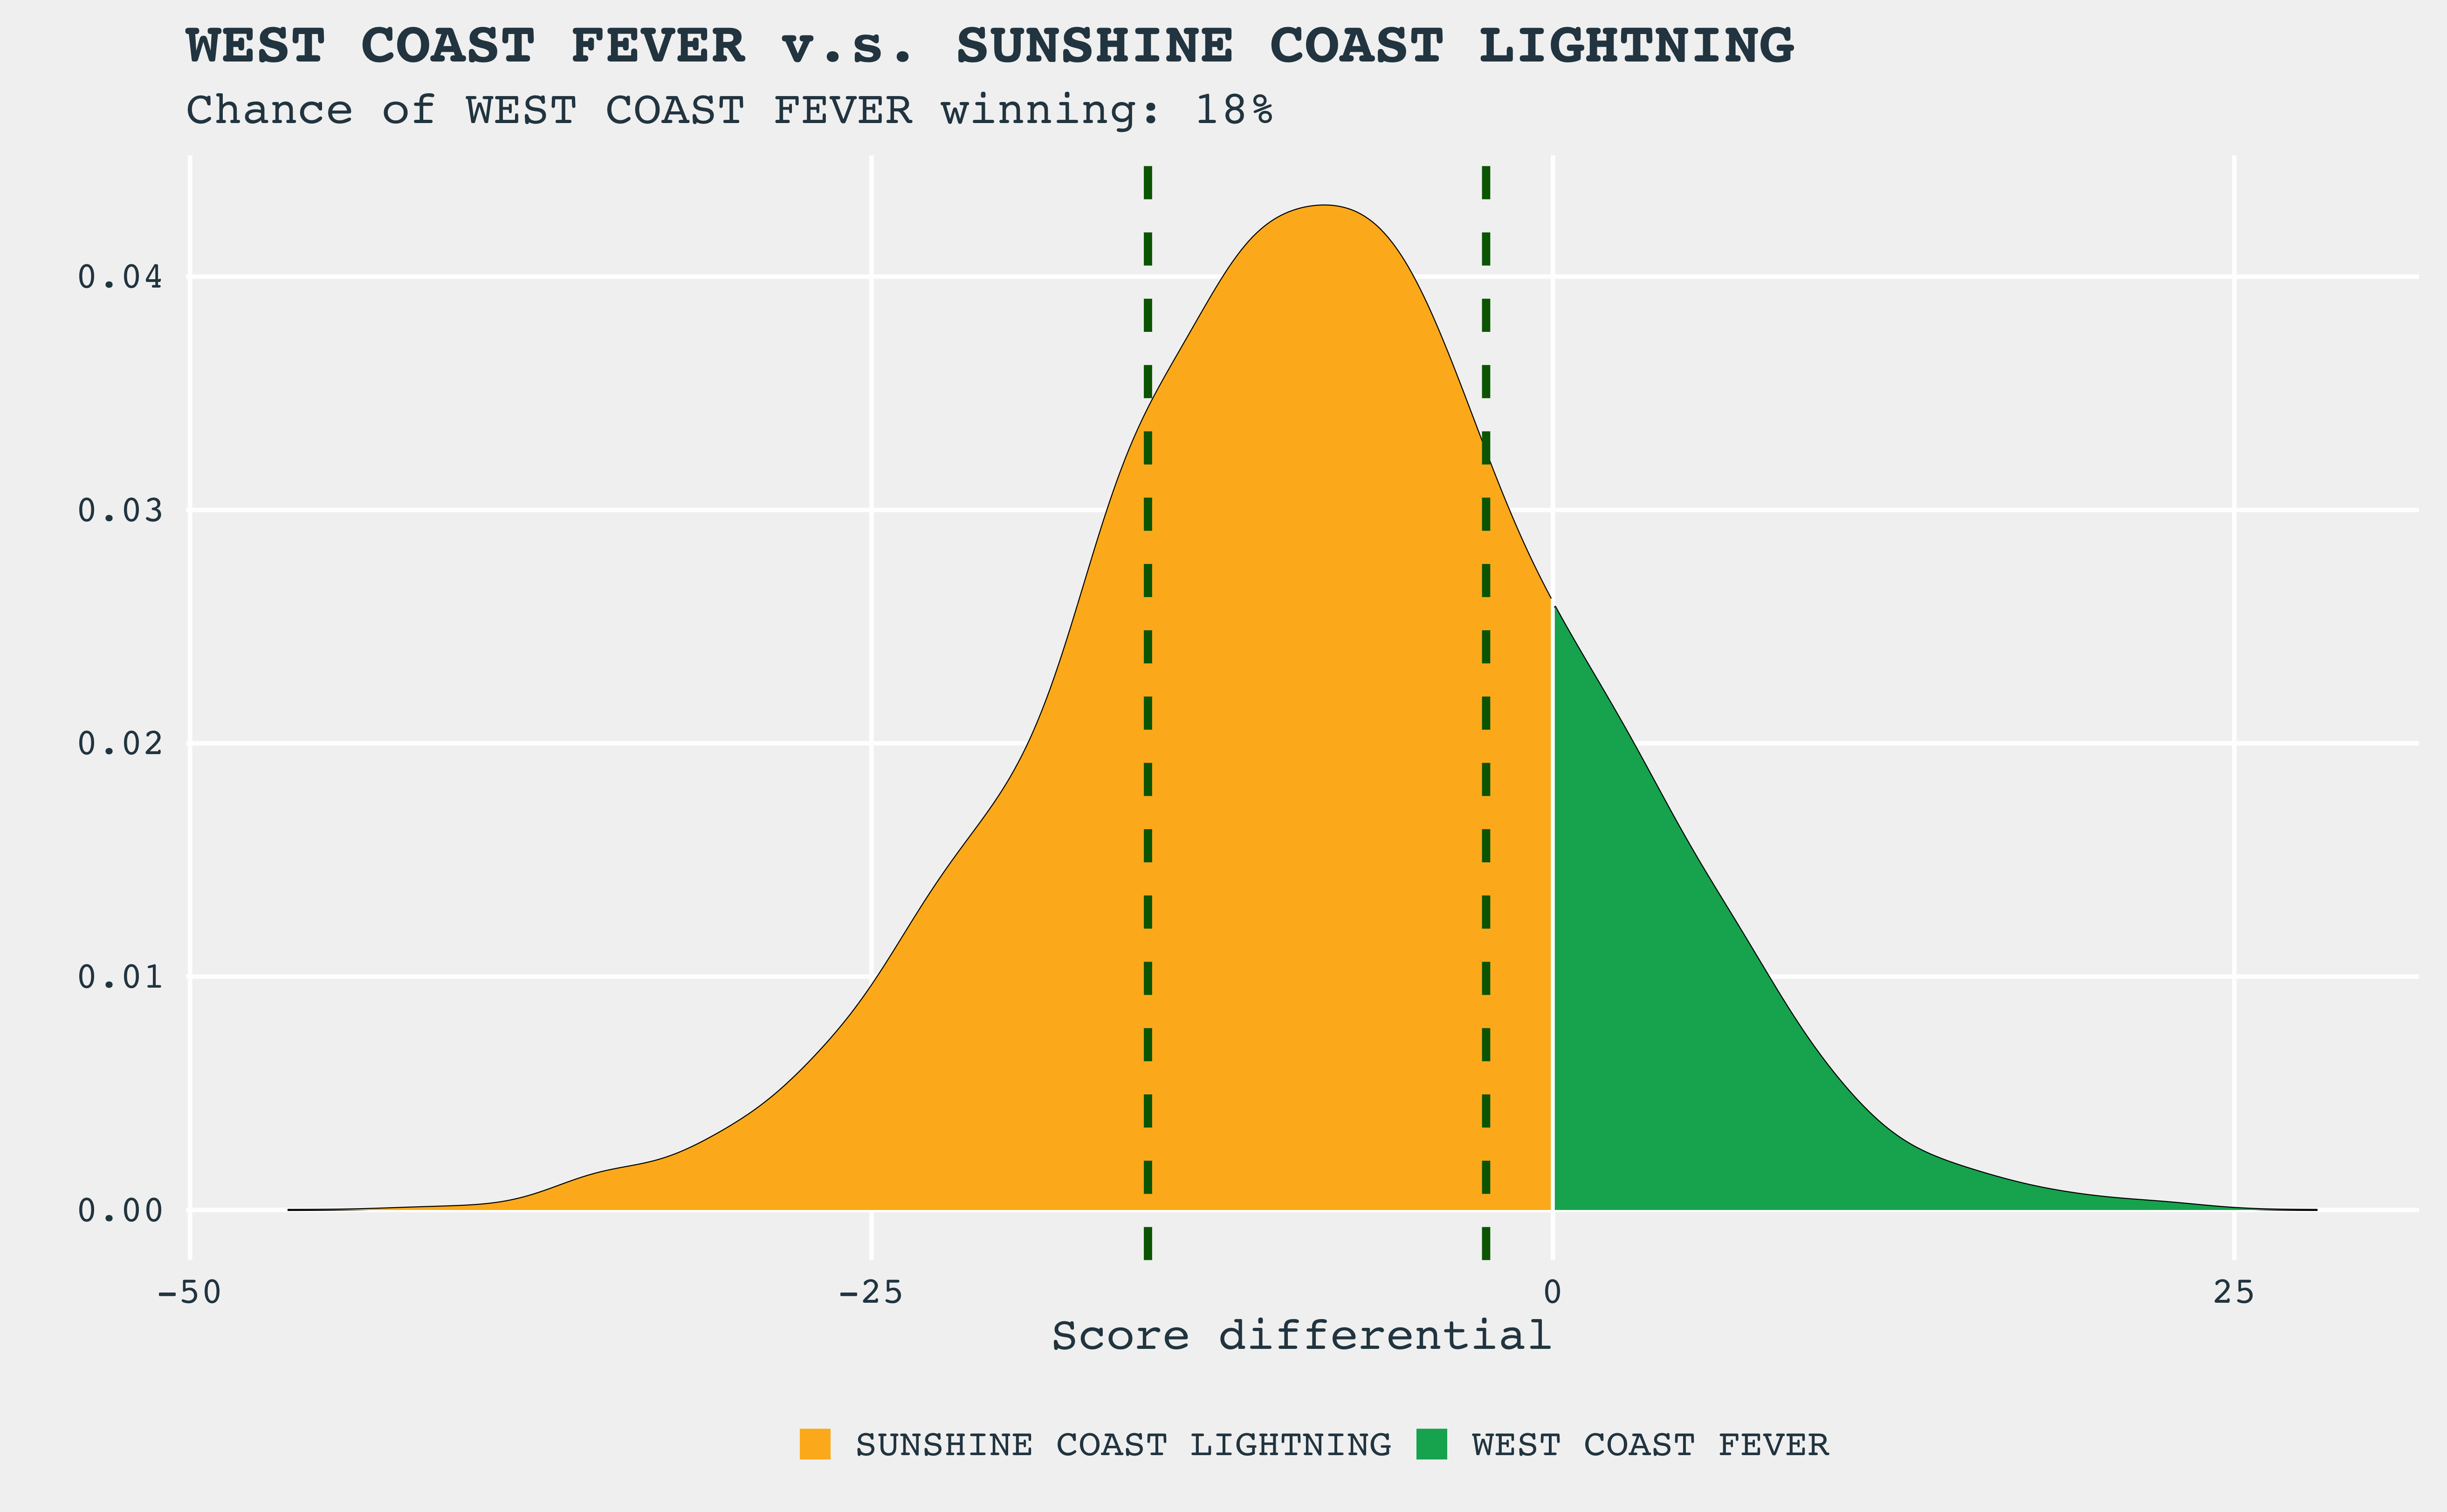 WEST COAST FEVER v.s. SUNSHINE COAST LIGHTNING
Chance of WEST COAST FEVER winning: 18%
0.04
0.03
0.02
0.01
0.00
-50 -25 0 25
Score differential
SUNSHINE COAST LIGHTNING WEST COAST FEVER